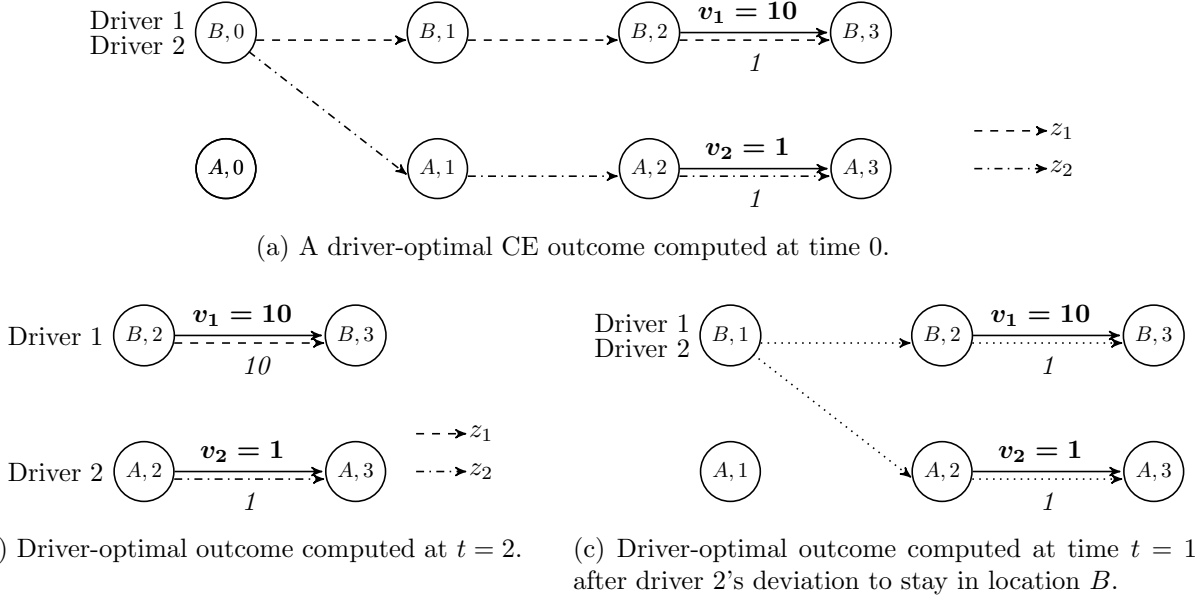 Driver 1
Driver 2
B, 0
B, 1
B, 2
v₁ = 10
1
B, 3
A, 0
A, 1
A, 2
v₂ = 1
1
A, 3
z₁
z₂
(a) A driver-optimal CE outcome computed at time 0.
Driver 1
B, 2
v₁ = 10
10
B, 3
Driver 2
A, 2
v₂ = 1
1
A, 3
z₁
z₂
) Driver-optimal outcome computed at t = 2.
Driver 1
Driver 2
B, 1
B, 2
v₁ = 10
1
B, 3
A, 1
A, 2
v₂ = 1
1
A, 3
(c) Driver-optimal outcome computed at time t = 1
after driver 2's deviation to stay in location B.